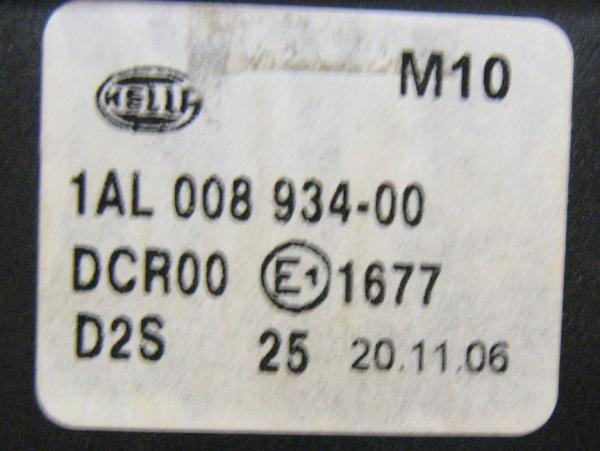 HELLA
M10
1AL 008 934-00
DCR00 E1 1677
D2S 25 20.11.06